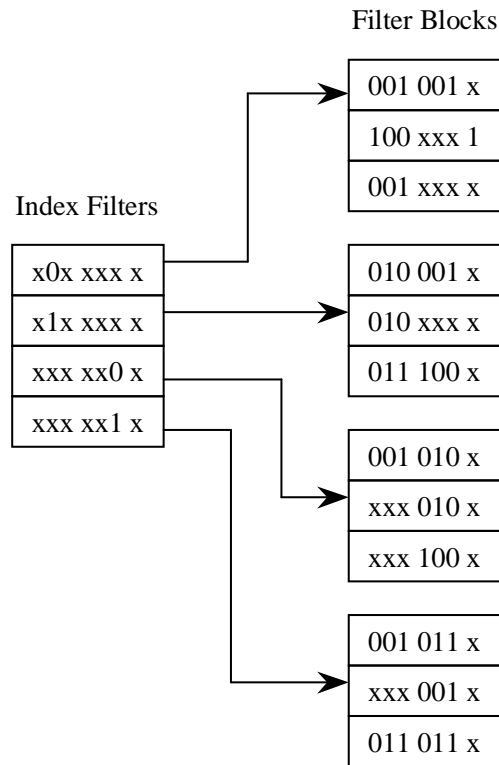 Filter Blocks
001 001 x
100 xxx 1
001 xxx x
Index Filters
x0x xxx x
x1x xxx x
xxx xx0 x
xxx xx1 x
010 001 x
010 xxx x
011 100 x
001 010 x
xxx 010 x
xxx 100 x
001 011 x
xxx 001 x
011 011 x